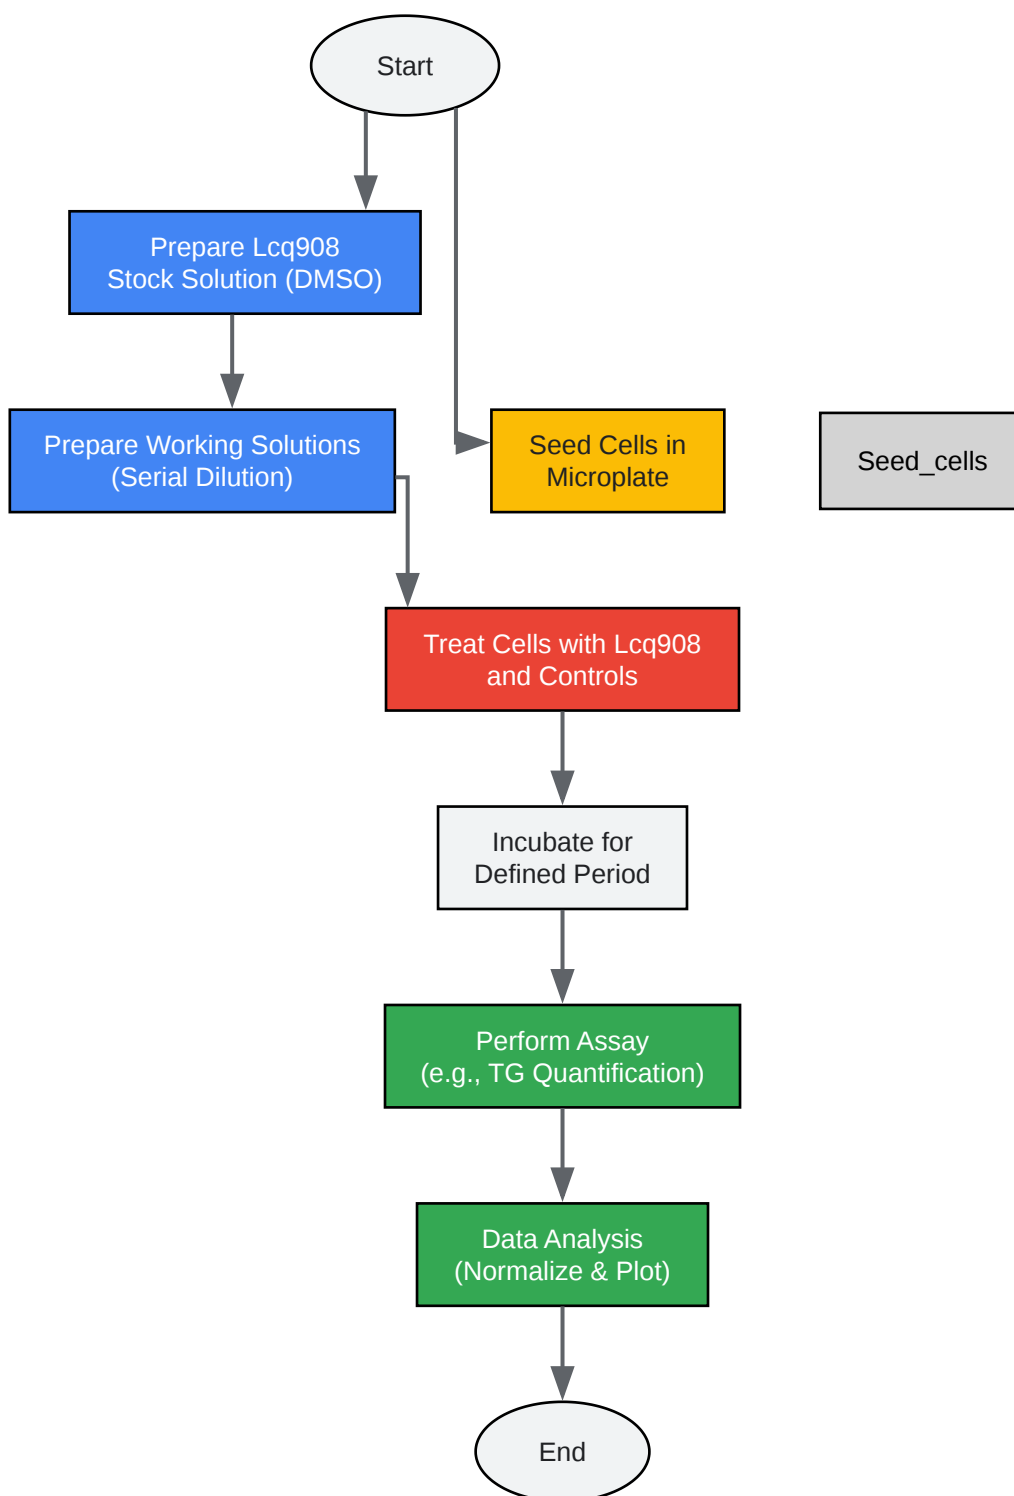 Start
Prepare Lcq908
Stock Solution (DMSO)
Prepare Working Solutions
(Serial Dilution)
Seed Cells in
Microplate
Seed_cells
Treat Cells with Lcq908
and Controls
Incubate for
Defined Period
Perform Assay
(e.g., TG Quantification)
Data Analysis
(Normalize & Plot)
End